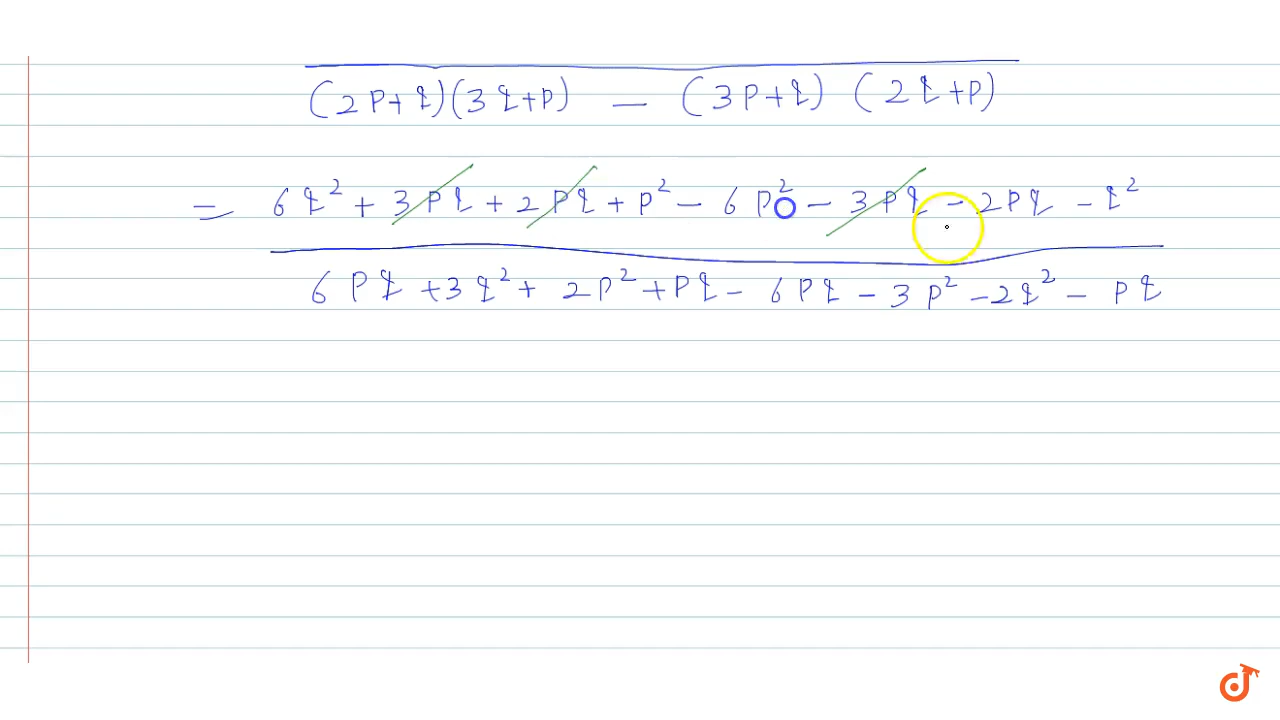 (2P+q)(3q+p) — (3P+q) (2q+p)
= 6q² + 3pq + 2pq + p² - 6p² - 3pq - 2pq - q²
6pq + 3q² + 2p² + pq - 6pq - 3p² - 2q² - pq